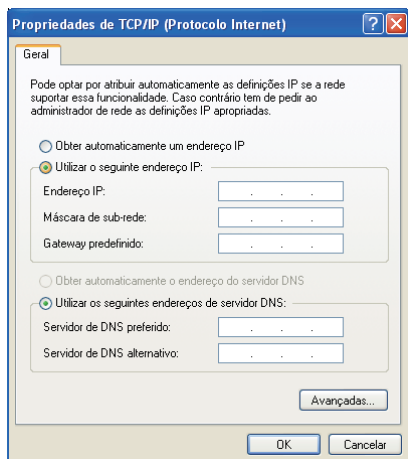 Propriedades de TCP/IP (Protocolo Internet)
Geral
Pode optar por atribuir automaticamente as definições IP se a rede
suportar essa funcionalidade. Caso contrário tem de pedir ao
administrador de rede as definições IP apropriadas.
Obter automaticamente um endereço IP
Utilizar o seguinte endereço IP:
Endereço IP:
Máscara de sub-rede:
Gateway predefinido:
Obter automaticamente o endereço do servidor DNS
Utilizar os seguintes endereços de servidor DNS:
Servidor de DNS preferido:
Servidor de DNS alternativo:
Avançadas...
OK Cancelar